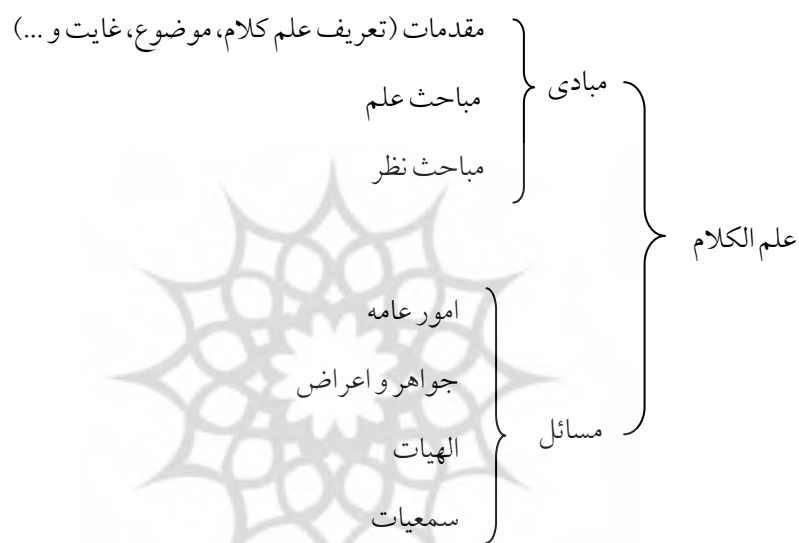 مقدمات (تعریف علم کلام، موضوع، غایت و ...)
مبادی
مباحث علم
مباحث نظر
علم الکلام
امور عامه
جواهر و اعراض
مسائل
الهیات
سمعیات